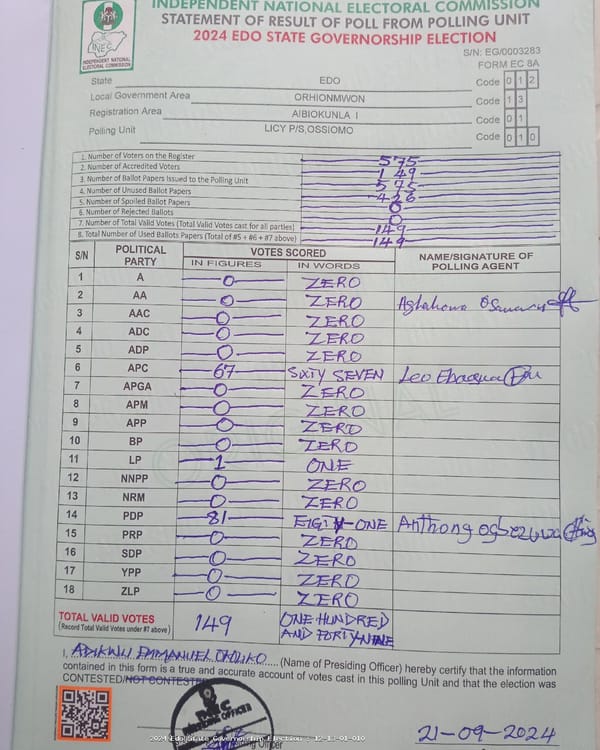 INDEPENDENT NATIONAL ELECTORAL COMMISSION
STATEMENT OF RESULT OF POLL FROM POLLING UNIT
2024 EDO STATE GOVERNORSHIP ELECTION
INEC
INDEPENDENT NATIONAL ELECTORAL COMMISSION
S/N: EG/0003283
FORM EC 8A
State EDO Code 0 1 2
Local Government Area ORHIONMWON Code 1 3
Registration Area AIBIOKUNLA I Code 0 1
Polling Unit LICY P/S,OSSIOMO Code 0 1 0
1. Number of Voters on the Register 575
2. Number of Accredited Voters 149
3. Number of Ballot Papers Issued to the Polling Unit 575
4. Number of Unused Ballot Papers 426
5. Number of Spoiled Ballot Papers 0
6. Number of Rejected Ballots 0
7. Number of Total Valid Votes (Total Valid Votes cast for all parties) 149
8. Total Number of Used Ballots Papers (Total of #5 + #6 + #7 above) 149
S/N POLITICAL PARTY VOTES SCORED NAME/SIGNATURE OF POLLING AGENT
IN FIGURES IN WORDS
1 A 0 ZERO
2 AA 0 ZERO
3 AAC 0 ZERO
4 ADC 0 ZERO
5 ADP 0 ZERO
6 APC 67 SIXTY SEVEN Leo
7 APGA 0 ZERO
8 APM 0 ZERO
9 APP 0 ZERO
10 BP 0 ZERO
11 LP 1 ONE
12 NNPP 0 ZERO
13 NRM 0 ZERO
14 PDP 81 EIGTY-ONE Anthony
15 PRP 0 ZERO
16 SDP 0 ZERO
17 YPP 0 ZERO
18 ZLP 0 ZERO
TOTAL VALID VOTES 149 ONE HUNDRED
(Record Total Valid Votes under #7 above) AND FORTY-NINE
I, ADIKWU EMMANUEL OKOLIKO (Name of Presiding Officer) hereby certify that the information
contained in this form is a true and accurate account of votes cast in this polling unit and that the election was
CONTESTED/NOT CONTESTED
INEC
OFFICER
2024 Edo State Governorship Election - 12-13-01-010
Officer
21-09-2024